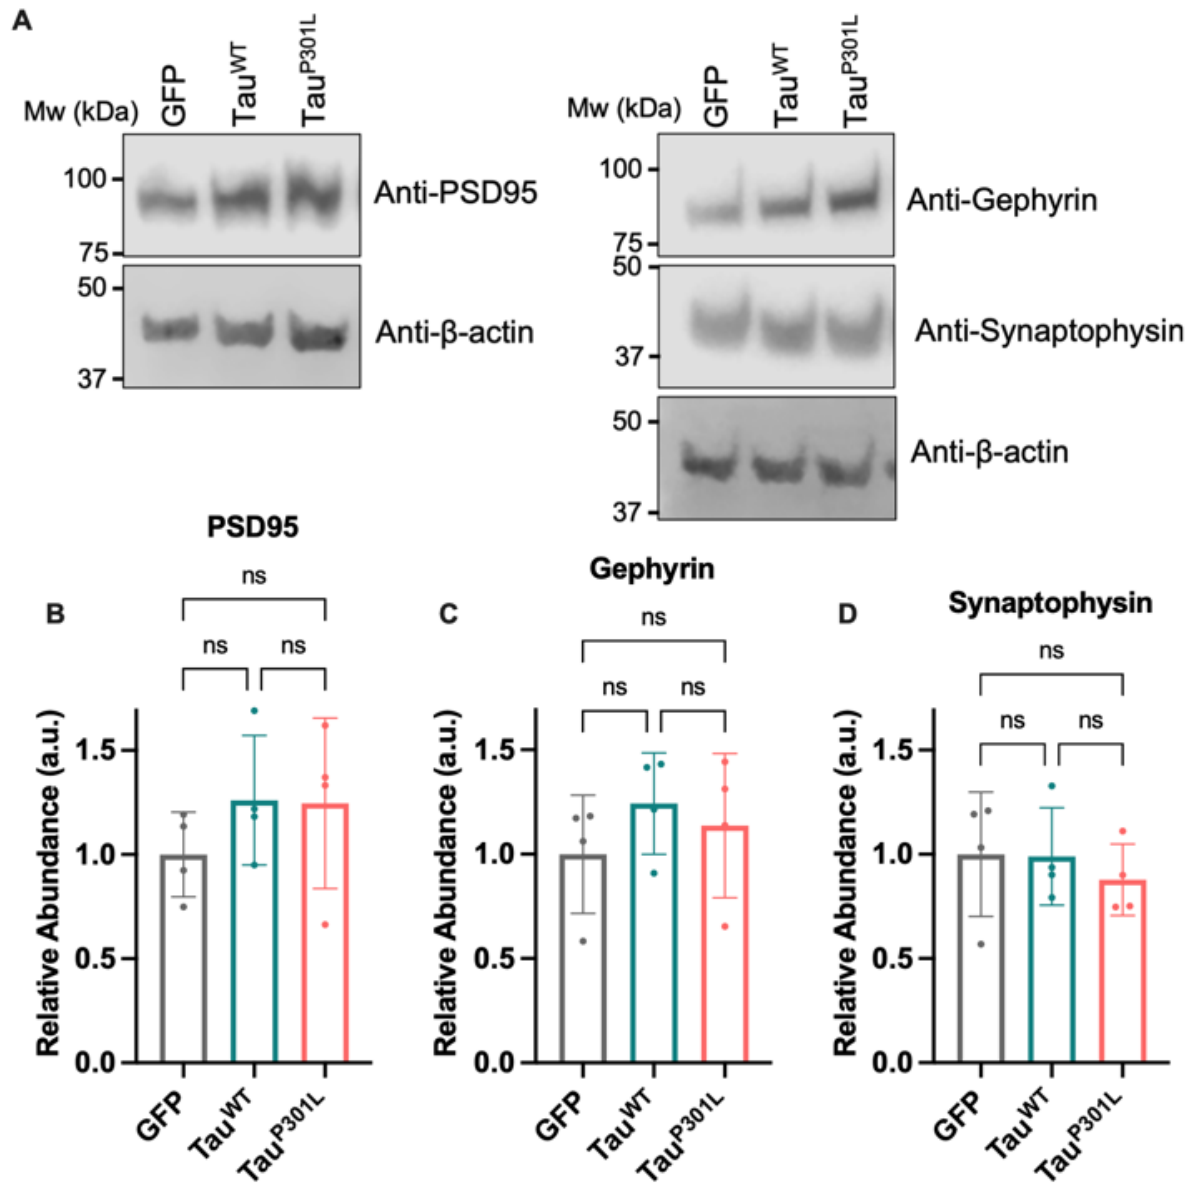 A
Mw (kDa) GFP Tau^WT Tau^P301L
100
75
Anti-PSD95
50
37
Anti-β-actin
Mw (kDa) GFP Tau^WT Tau^P301L
100
75
Anti-Gephyrin
50
37
Anti-Synaptophysin
50
37
Anti-β-actin
B
PSD95
ns
ns ns
Relative Abundance (a.u.)
1.5
1.0
0.5
0.0
GFP Tau^WT Tau^P301L
C
Gephyrin
ns
ns ns
Relative Abundance (a.u.)
1.5
1.0
0.5
0.0
GFP Tau^WT Tau^P301L
D
Synaptophysin
ns
ns ns
Relative Abundance (a.u.)
1.5
1.0
0.5
0.0
GFP Tau^WT Tau^P301L